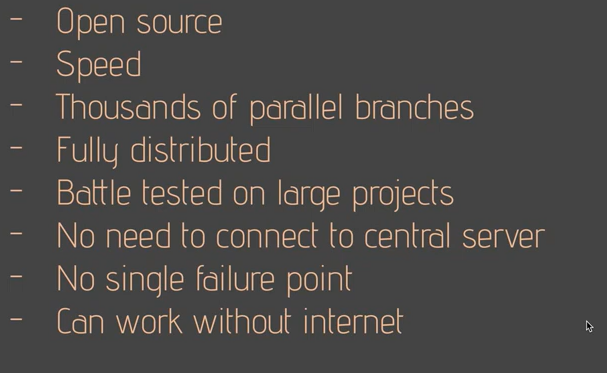 - Open source
- Speed
- Thousands of parallel branches
- Fully distributed
- Battle tested on large projects
- No need to connect to central server
- No single failure point
- Can work without internet